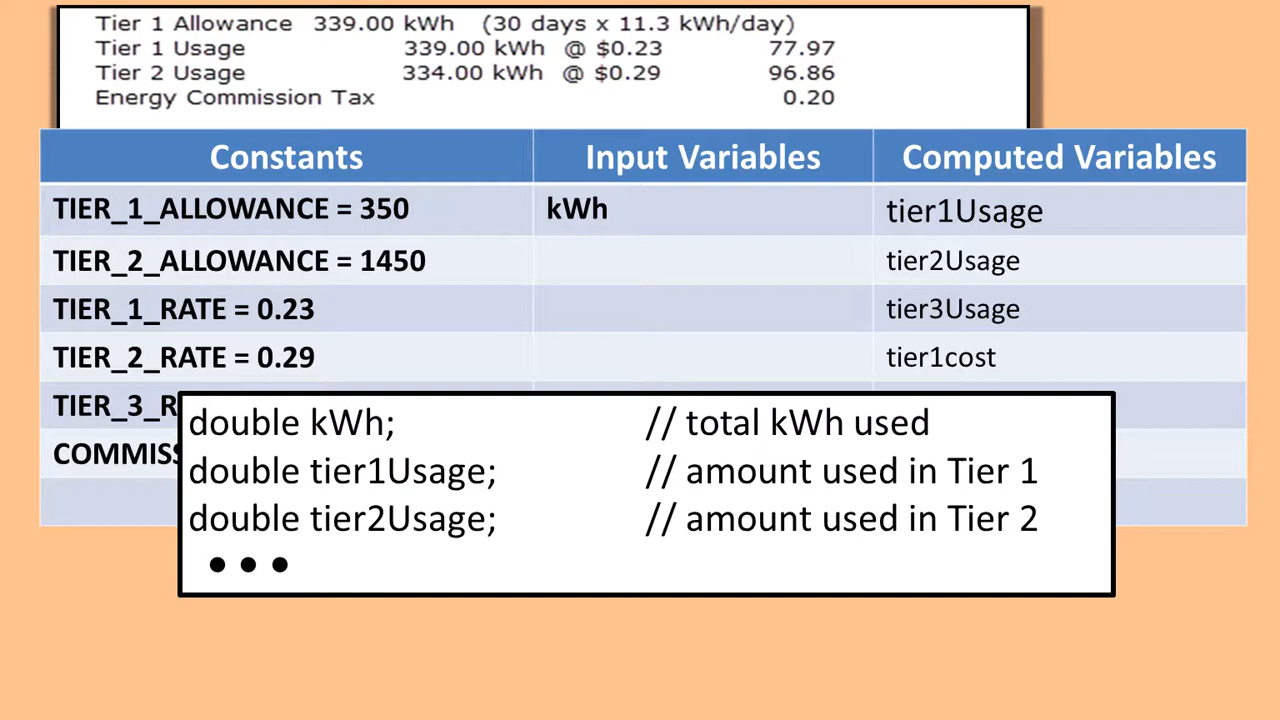 Tier 1 Allowance 339.00 kWh (30 days x 11.3 kWh/day)
Tier 1 Usage 339.00 kWh @ $0.23 77.97
Tier 2 Usage 334.00 kWh @ $0.29 96.86
Energy Commission Tax 0.20
Constants Input Variables Computed Variables
TIER_1_ALLOWANCE = 350 kWh tier1Usage
TIER_2_ALLOWANCE = 1450 tier2Usage
TIER_1_RATE = 0.23 tier3Usage
TIER_2_RATE = 0.29 tier1cost
TIER_3_R
COMMISS
double kWh; // total kWh used
double tier1Usage; // amount used in Tier 1
double tier2Usage; // amount used in Tier 2
• • •